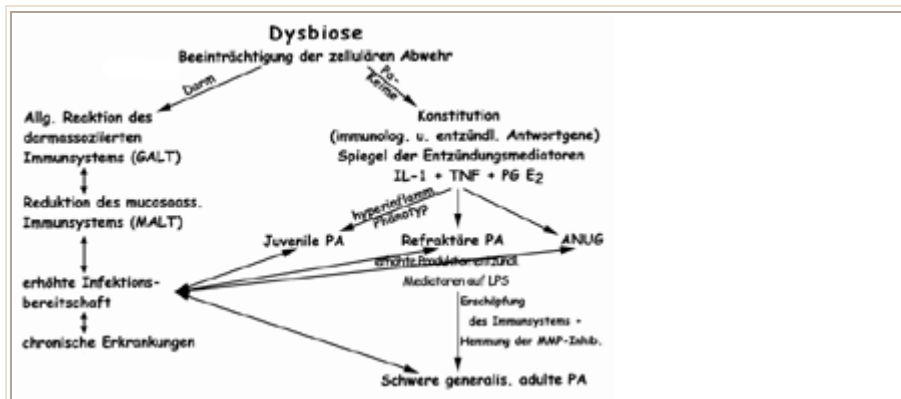 Dysbiose
Beeinträchtigung der zellulären Abwehr
Darm
Pa-
Keime
Allg. Reaktion des
darmassoziierten
Immunsystems (GALT)
Reduktion des mucosaass.
Immunsystems (MALT)
erhöhte Infektions-
bereitschaft
chronische Erkrankungen
Konstitution
(immunolog. u. entzündl. Antwortgene)
Spiegel der Entzündungsmediatoren
IL-1 + TNF + PG E₂
hyperinflamm
Phänotyp
Juvenile PA
Refraktäre PA
ANUG
erhöhte Produktion entzündl.
Mediatoren auf LPS
Erschöpfung
des Immunsystems +
Hemmung der MMP-Inhib.
Schwere generalis. adulte PA